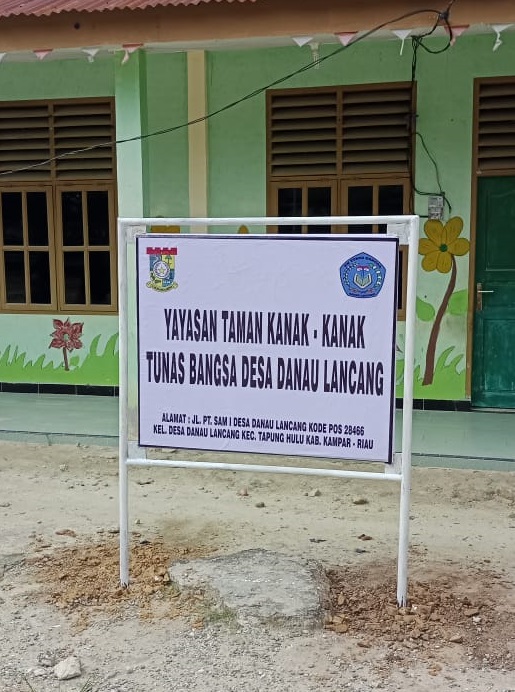 YAYASAN TAMAN KANAK - KANAK
TUNAS BANGSA DESA DANAU LANCANG
ALAMAT : JL. PT. SAM I DESA DANAU LANCANG KODE POS 28466
KEL. DESA DANAU LANCANG KEC. TAPUNG HULU KAB. KAMPAR - RIAU